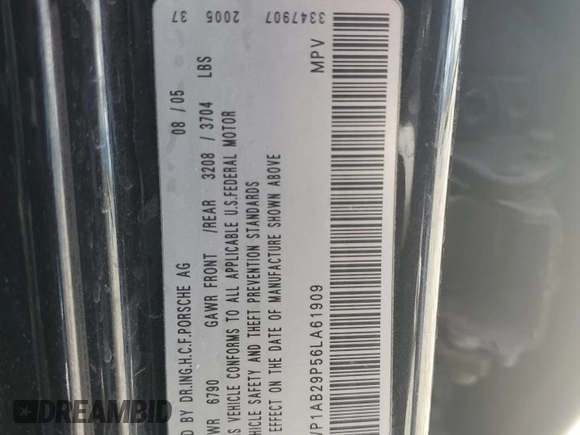 37 2005 3347907
D BY DR.ING.H.C.F.PORSCHE AG 08 / 05
WR 6790 GAWR FRONT /REAR 3208 / 3704 LBS
VEHICLE CONFORMS TO ALL APPLICABLE U.S.FEDERAL MOTOR
VEHICLE SAFETY AND THEFT PREVENTION STANDARDS
EFFECT ON THE DATE OF MANUFACTURE SHOWN ABOVE
WP1AB29P56LA61909 MPV
DREAMBID